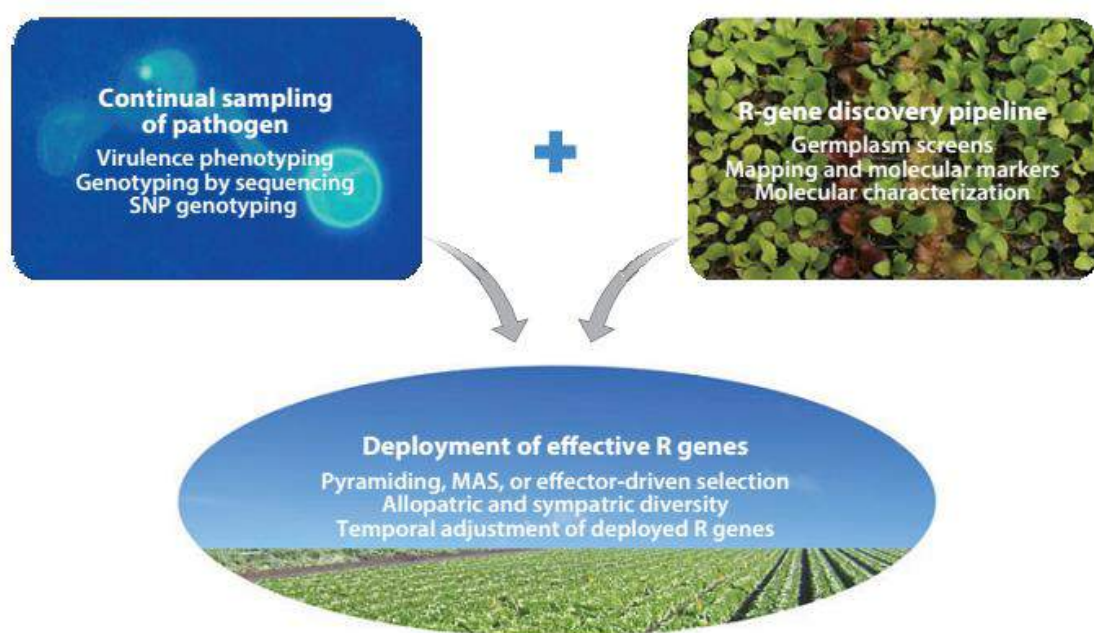 Continual sampling
of pathogen
Virulence phenotyping
Genotyping by sequencing
SNP genotyping
R-gene discovery pipeline
Germplasm screens
Mapping and molecular markers
Molecular characterization
Deployment of effective R genes
Pyramiding, MAS, or effector-driven selection
Allopatric and sympatric diversity
Temporal adjustment of deployed R genes